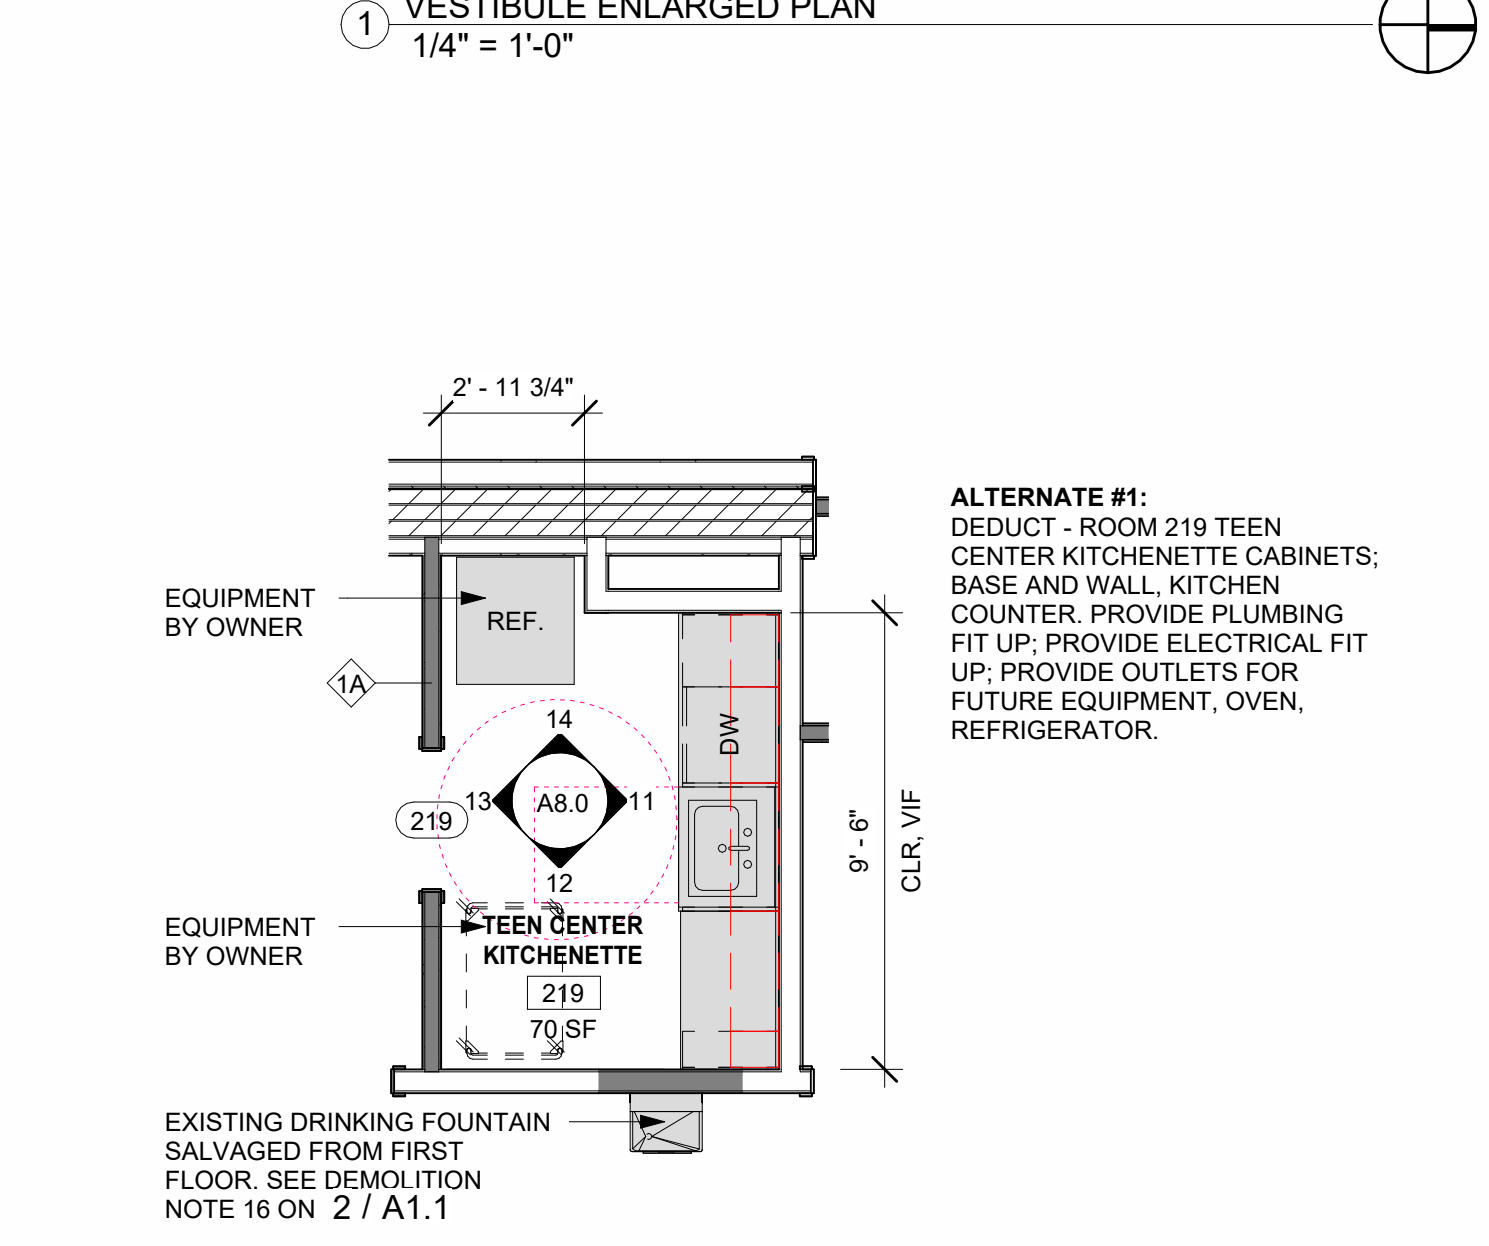 1
VESTIBULE ENLARGED PLAN
1/4" = 1'-0"
2' - 11 3/4"
EQUIPMENT
BY OWNER
REF.
1A
ALTERNATE #1:
DEDUCT - ROOM 219 TEEN
CENTER KITCHENETTE CABINETS;
BASE AND WALL, KITCHEN
COUNTER. PROVIDE PLUMBING
FIT UP; PROVIDE ELECTRICAL FIT
UP; PROVIDE OUTLETS FOR
FUTURE EQUIPMENT, OVEN,
REFRIGERATOR.
DW
14
13
A8.0
11
12
219
9' - 6"
CLR, VIF
EQUIPMENT
BY OWNER
TEEN CENTER
KITCHENETTE
219
70 SF
EXISTING DRINKING FOUNTAIN
SALVAGED FROM FIRST
FLOOR. SEE DEMOLITION
NOTE 16 ON 2 / A1.1